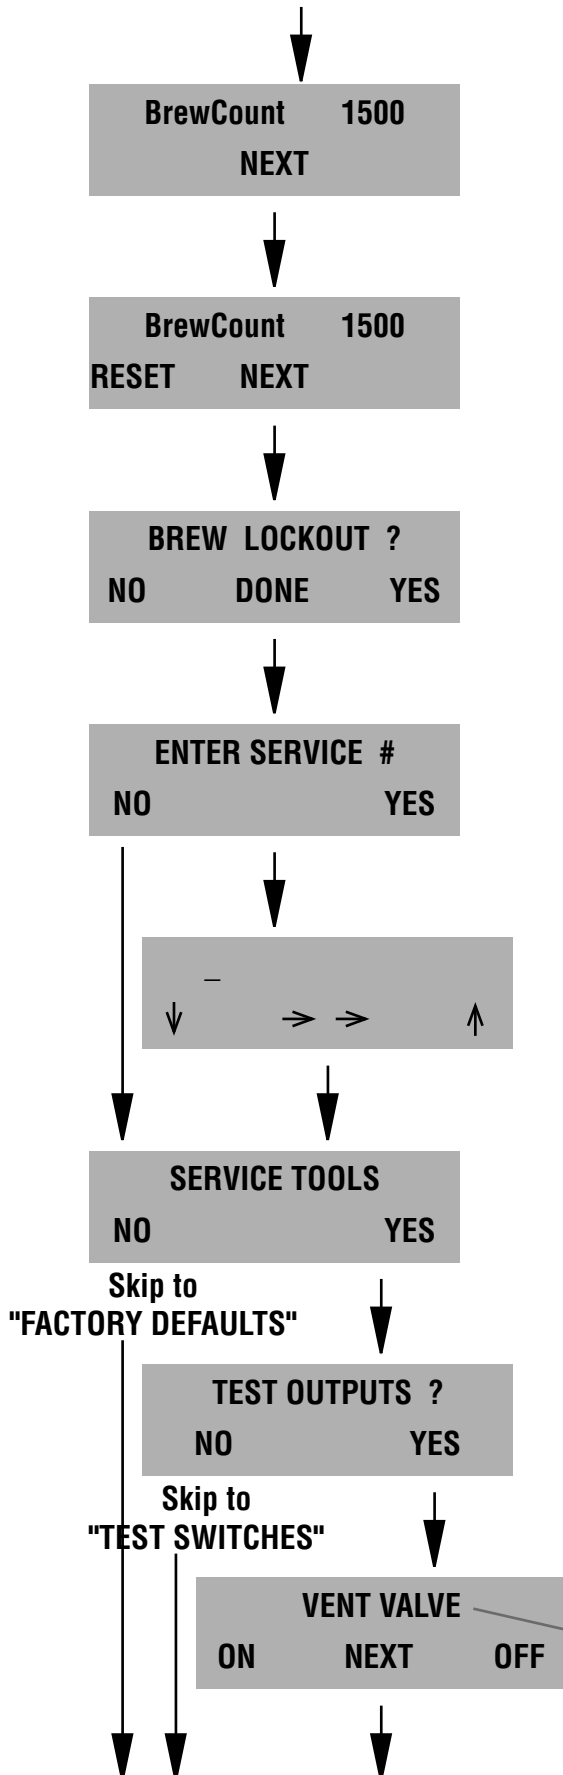 BrewCount 1500
NEXT
BrewCount 1500
RESET NEXT
BREW LOCKOUT ?
NO DONE YES
ENTER SERVICE #
NO YES
_
SERVICE TOOLS
NO YES
Skip to
"FACTORY DEFAULTS"
TEST OUTPUTS ?
NO YES
Skip to
"TEST SWITCHES"
VENT VALVE
ON NEXT OFF